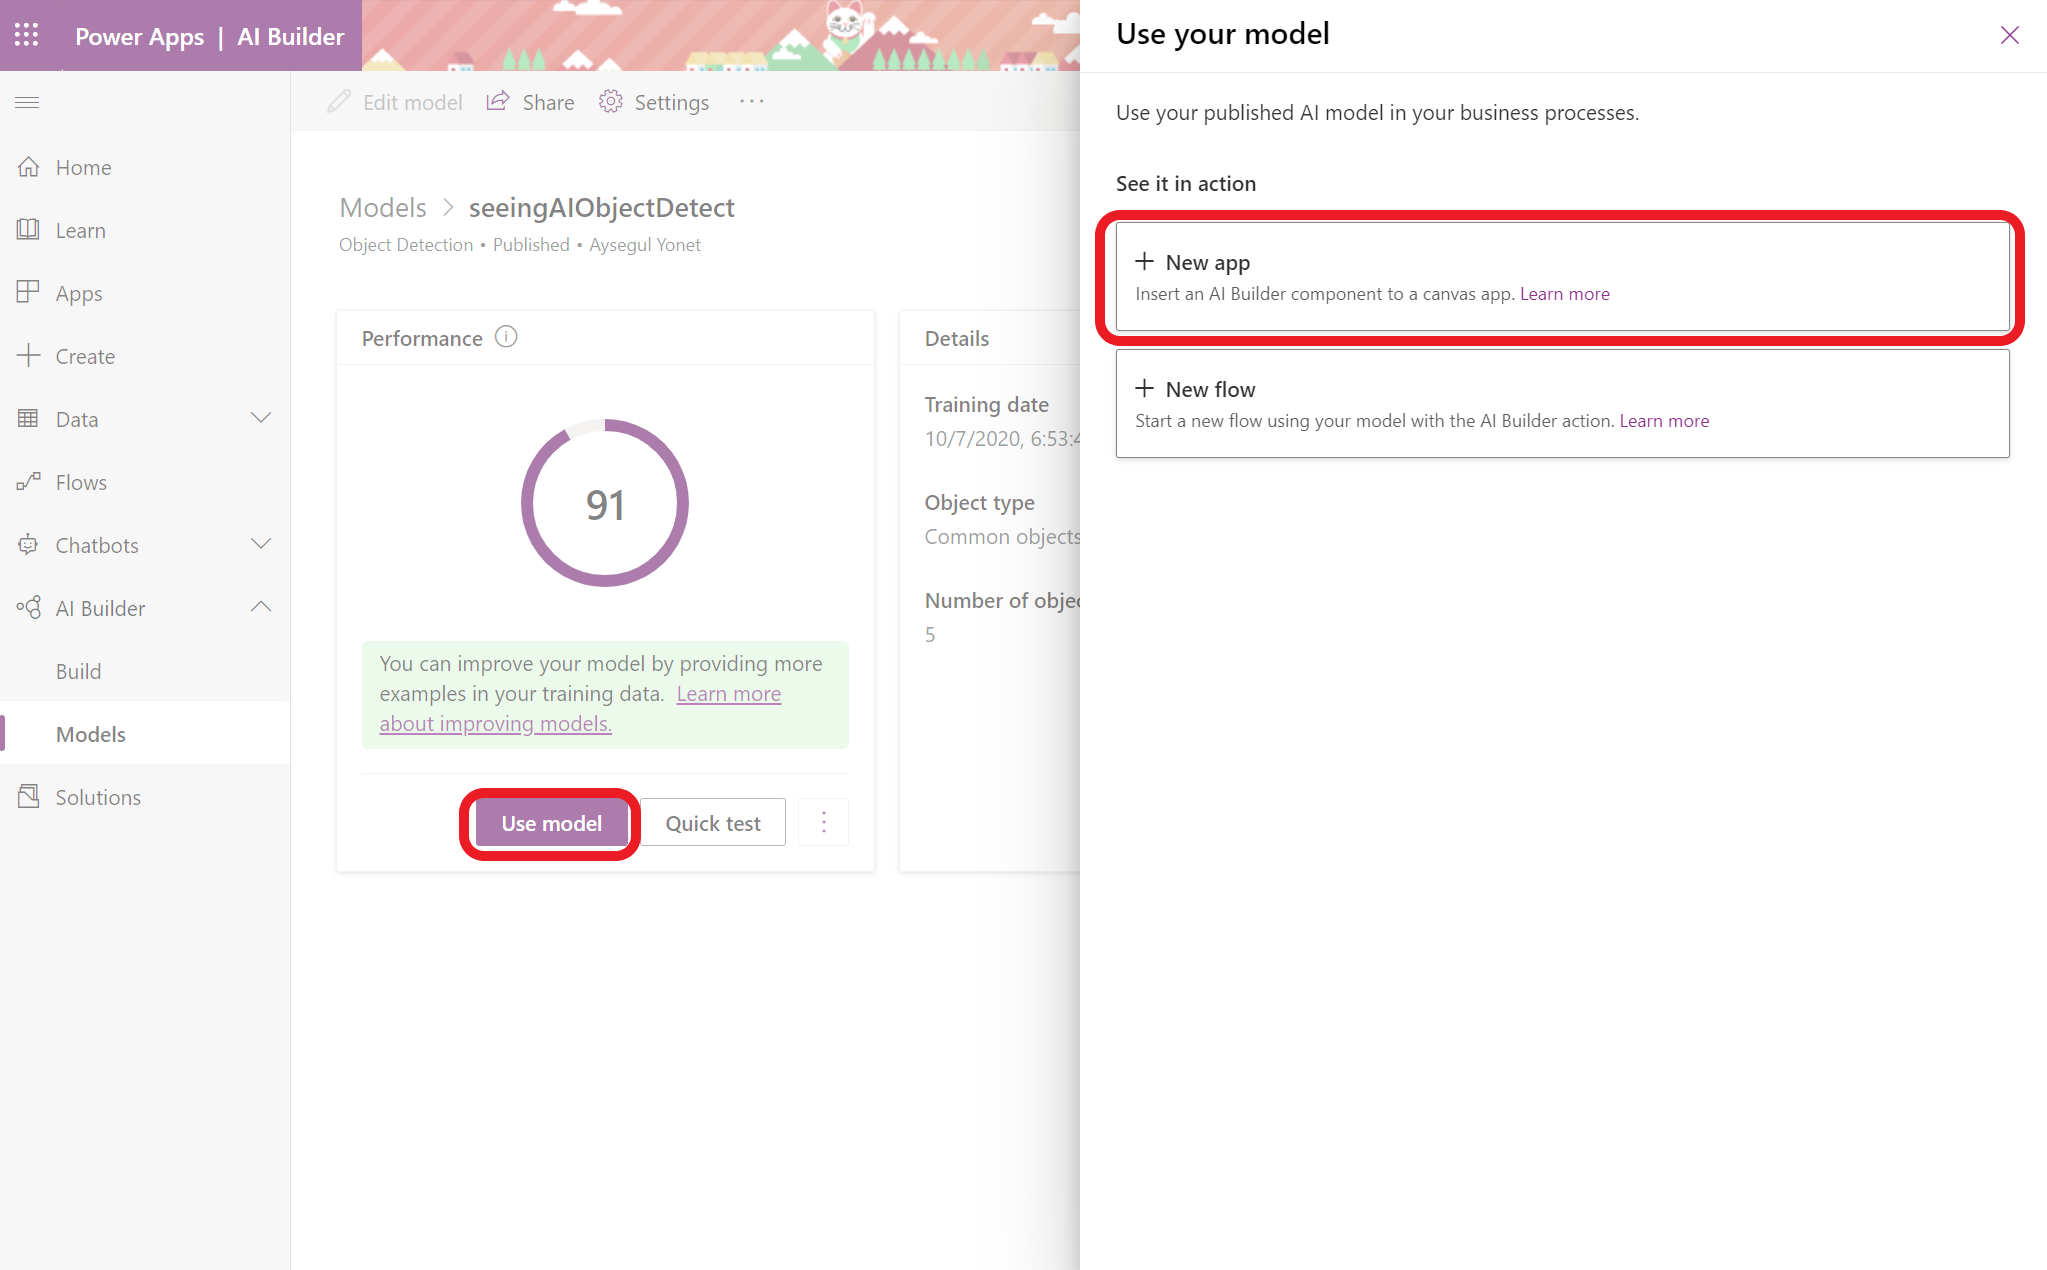 Power Apps | AI Builder
Edit model
Share
Settings
Home
Learn
Apps
Create
Data
Flows
Chatbots
AI Builder
Build
Models
Solutions
Models > seeingAIObjectDetect
Object Detection • Published • Aysegul Yonet
Performance
91
You can improve your model by providing more
examples in your training data. Learn more
about improving models.
Use model
Quick test
Details
Training date
10/7/2020, 6:53:4
Object type
Common objects
Number of objec
5
Use your model
Use your published AI model in your business processes.
See it in action
New app
Insert an AI Builder component to a canvas app. Learn more
New flow
Start a new flow using your model with the AI Builder action. Learn more